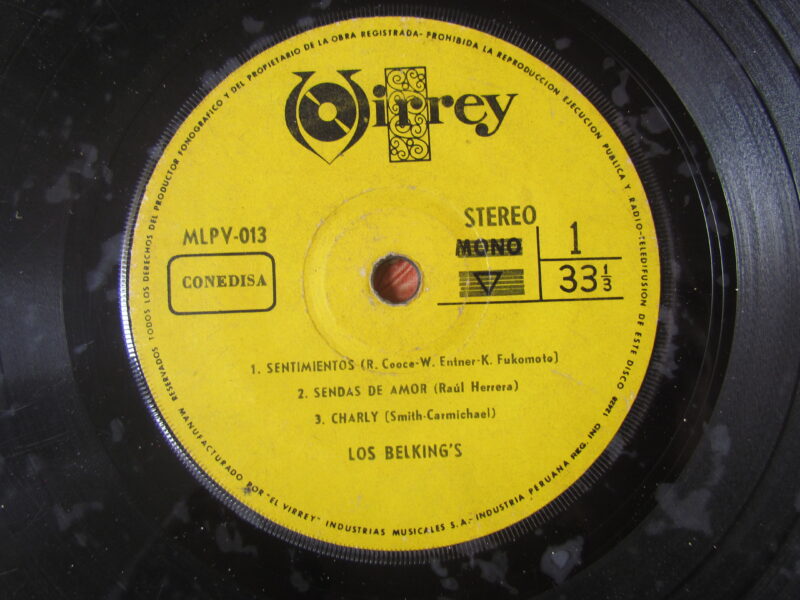 RESERVADOS TODOS LOS DERECHOS DEL PRODUCTOR FONOGRAFICO Y DEL PROPIETARIO DE LA OBRA REGISTRADA-PROHIBIDA LA REPRODUCCION EJECUCION PUBLICA Y RADIO-TELEDIFUSION DE ESTE DISCO
Virrey
MLPV-013
CONEDISA
STEREO
MONO
1
33 1/3
1. SENTIMIENTOS (R. Cooce-W. Entner-K. Fukomoto)
2. SENDAS DE AMOR (Raúl Herrera)
3. CHARLY (Smith-Carmichael)
LOS BELKING'S
MANUFACTURADO POR "EL VIRREY" INDUSTRIAS MUSICALES S.A.-INDUSTRIA PERUANA REG. IND 12428